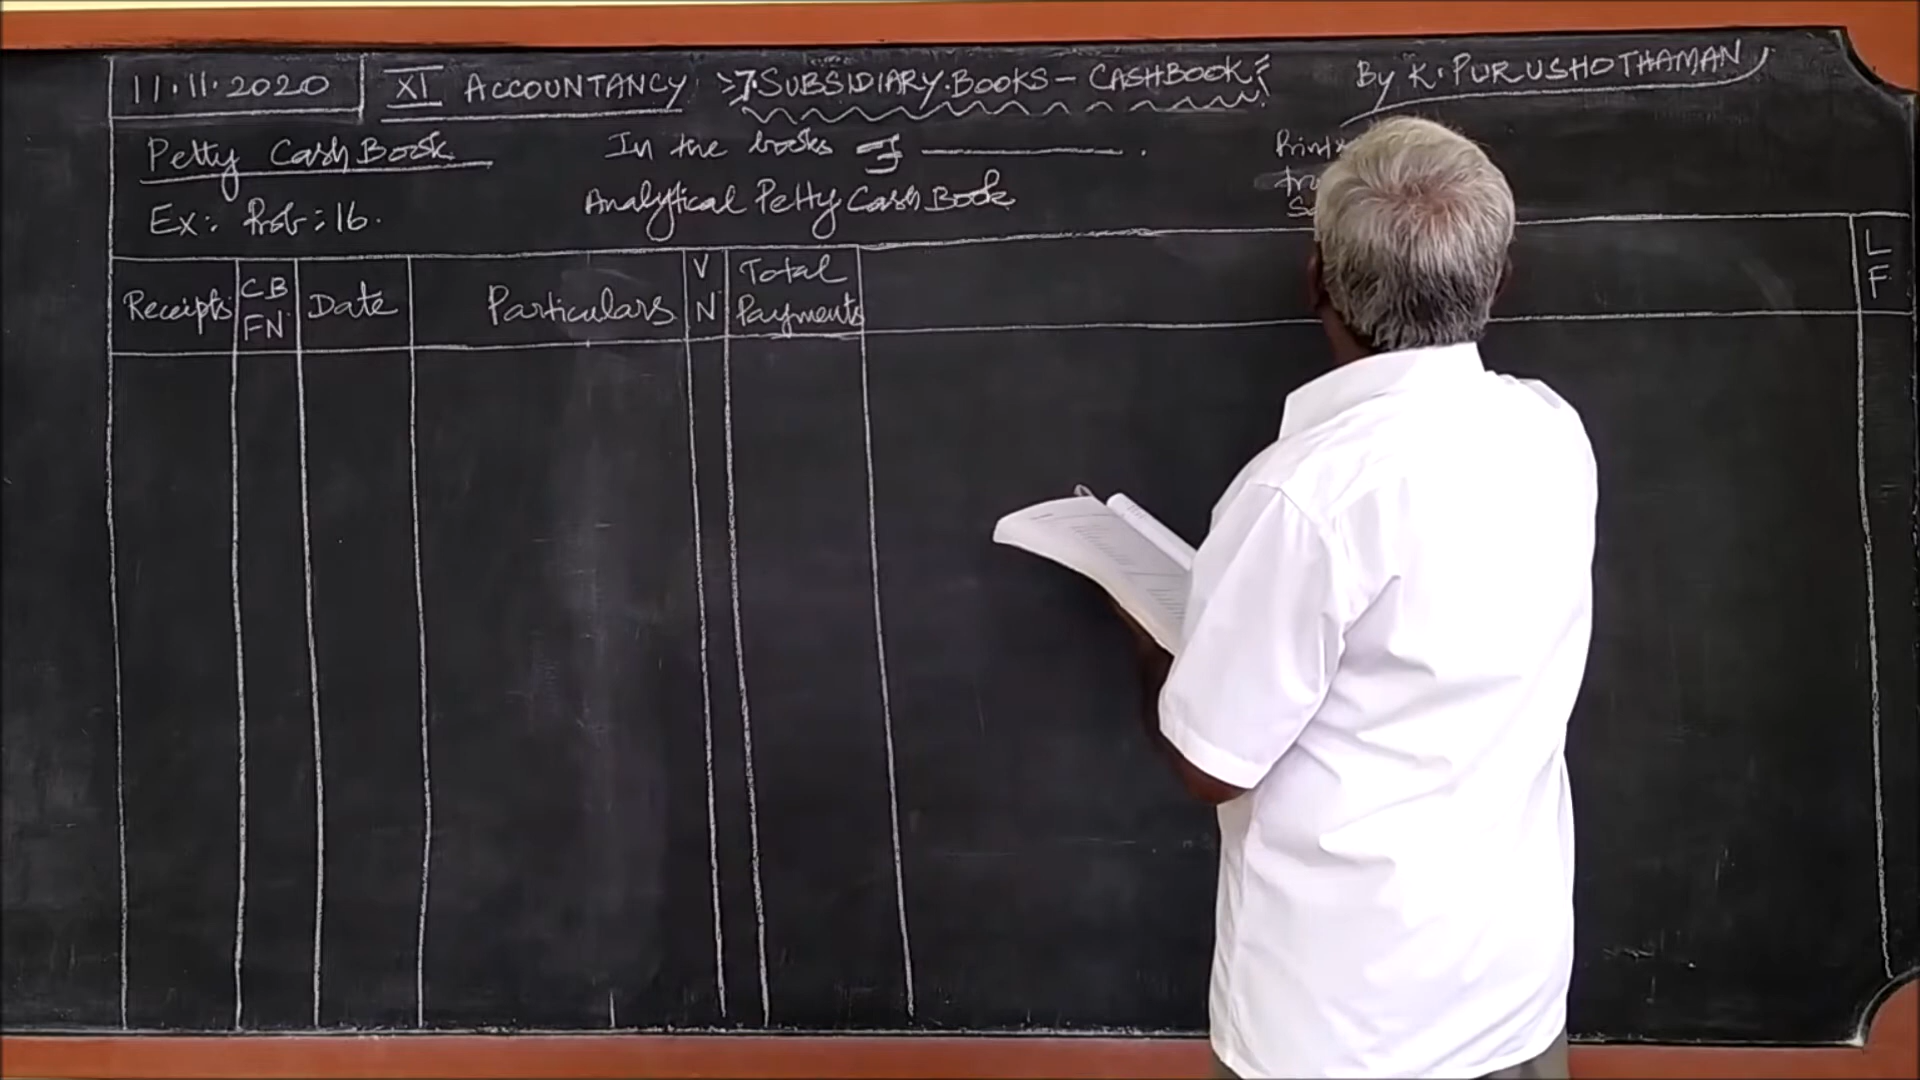 11.11.2020 XI ACCOUNTANCY 7. SUBSIDIARY BOOKS - CASHBOOK By K. PURUSHOTHAMAN
Petty Cash Book In the books of
Ex: Prob: 16. Analytical Petty Cash Book
Receipts CB FN Date Particulars V N Total Payments L F